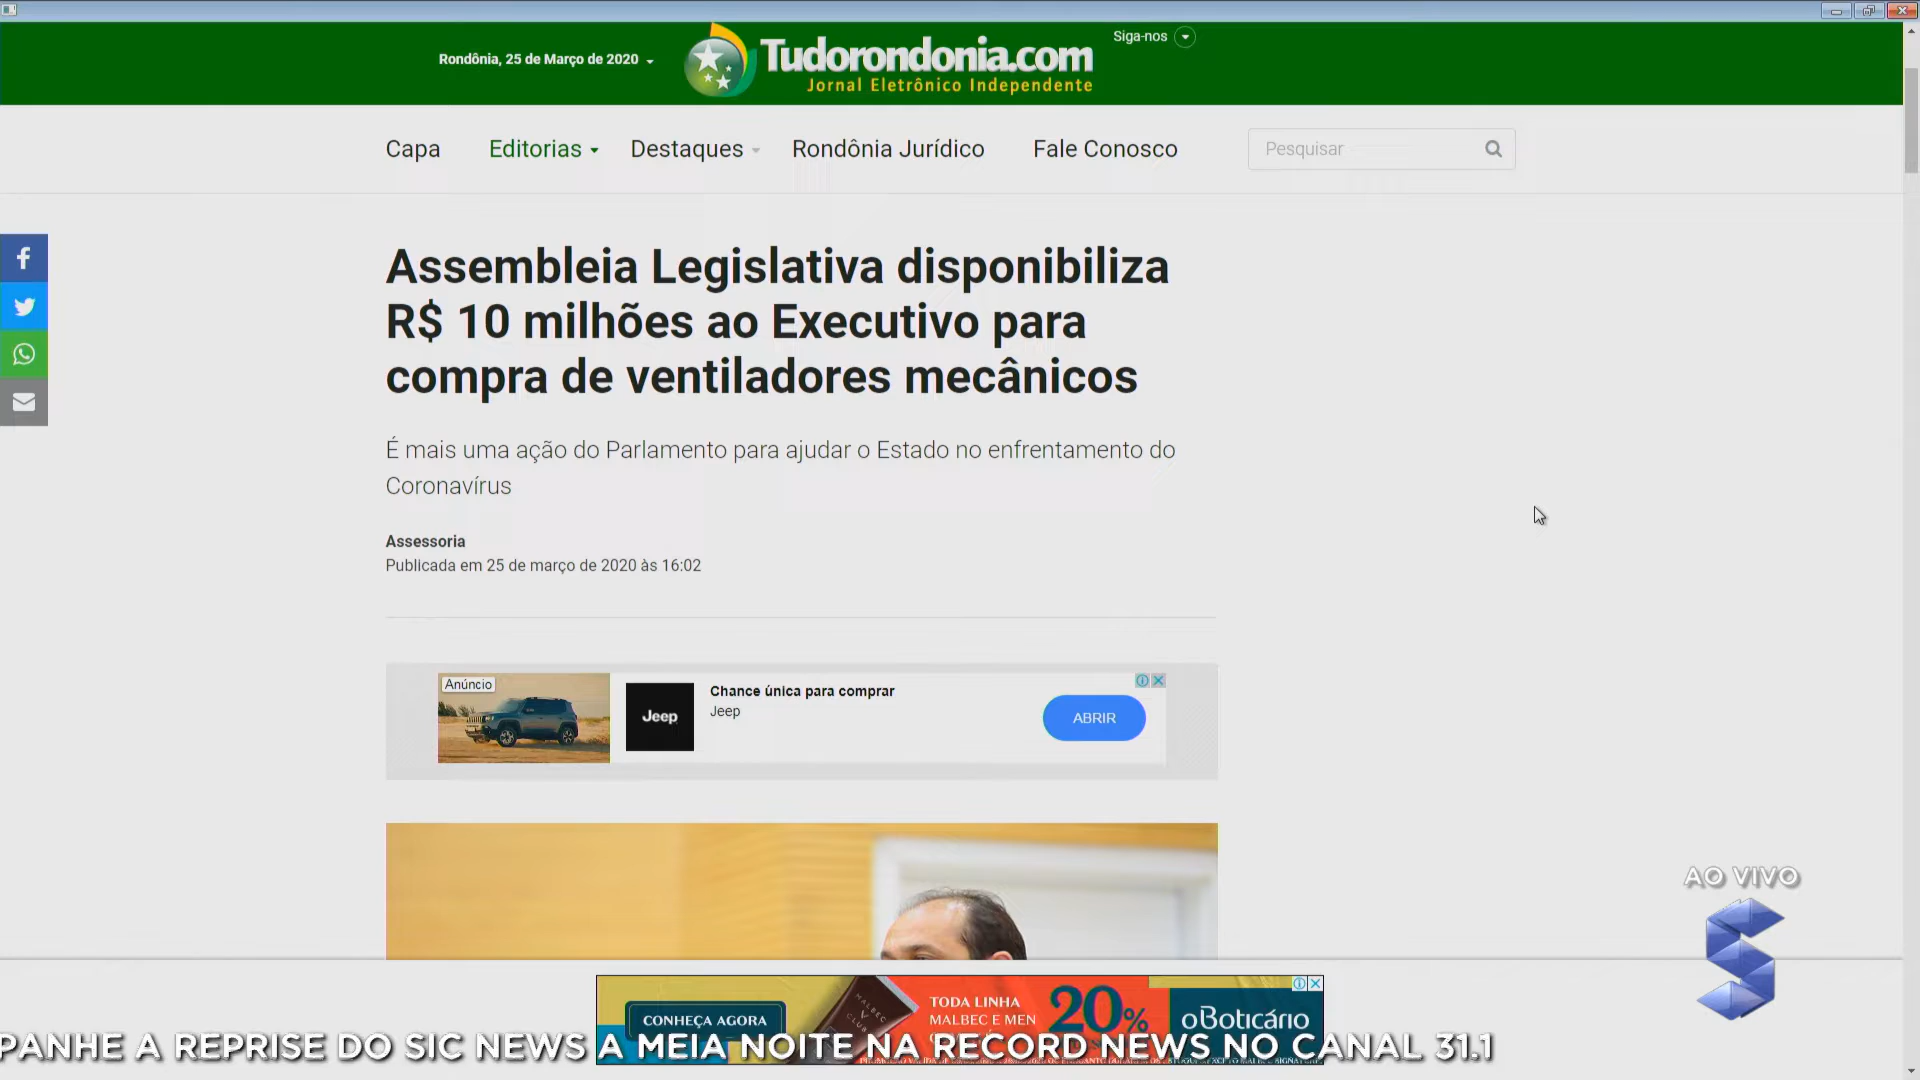 Rondônia, 25 de Março de 2020
Tudorondonia.com
Jornal Eletrônico Independente
Siga-nos
Capa
Editorias
Destaques
Rondônia Jurídico
Fale Conosco
Pesquisar
Assembleia Legislativa disponibiliza
R$ 10 milhões ao Executivo para
compra de ventiladores mecânicos
É mais uma ação do Parlamento para ajudar o Estado no enfrentamento do
Coronavírus
Assessoria
Publicada em 25 de março de 2020 às 16:02
Anúncio
Jeep
Chance única para comprar
Jeep
ABRIR
AO VIVO
CONHEÇA AGORA
MALBEC
CLUB
TODA LINHA
MALBEC E MEN
20%
oBoticário
PANHE A REPRISE DO SIC NEWS A MEIA NOITE NA RECORD NEWS NO CANAL 31.1